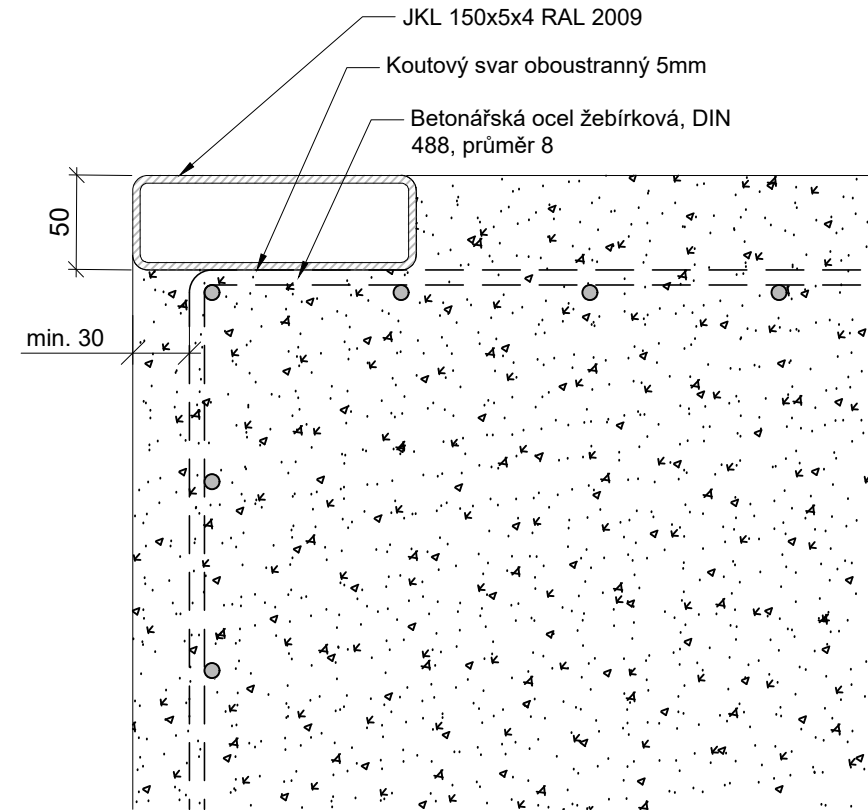 JKL 150x5x4 RAL 2009
Koutový svar oboustranný 5mm
Betonářská ocel žebírková, DIN
488, průměr 8
50
min. 30